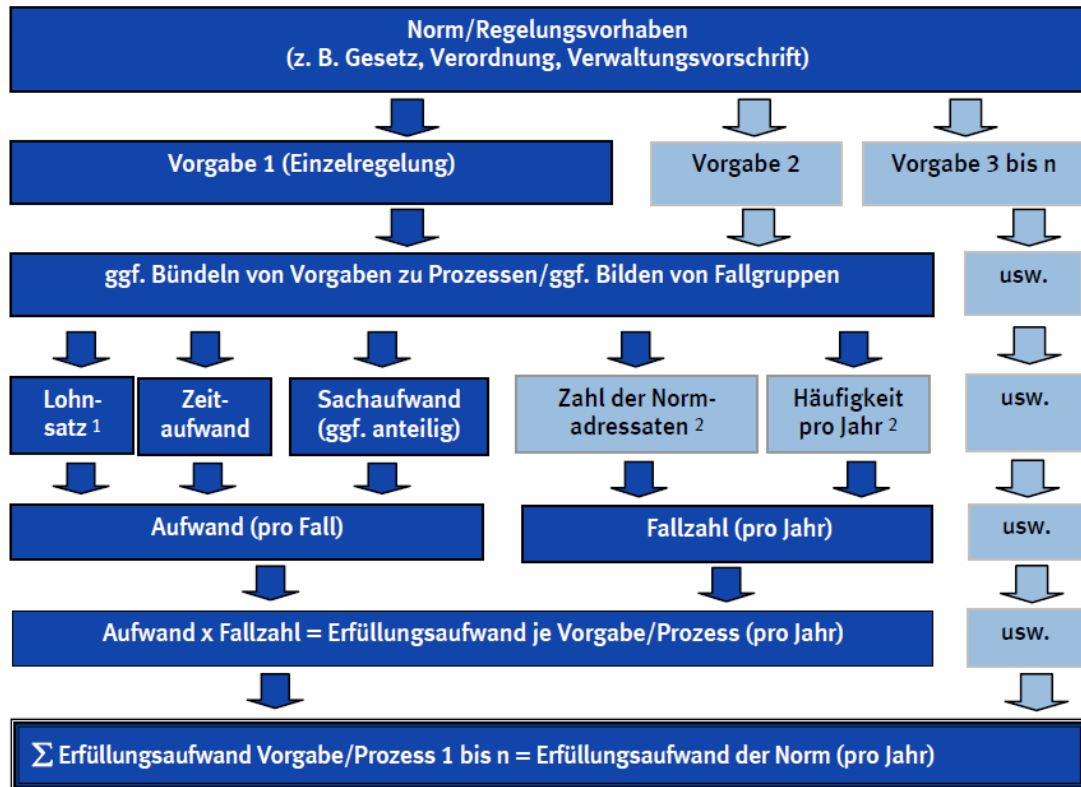 Norm/Regelungsvorhaben
(z. B. Gesetz, Verordnung, Verwaltungsvorschrift)
Vorgabe 1 (Einzelregelung)
Vorgabe 2
Vorgabe 3 bis n
ggf. Bündeln von Vorgaben zu Prozessen/ggf. Bilden von Fallgruppen
usw.
Lohn-
satz 1
Zeit-
aufwand
Sachaufwand
(ggf. anteilig)
Zahl der Norm-
adressaten 2
Häufigkeit
pro Jahr 2
usw.
Aufwand (pro Fall)
Fallzahl (pro Jahr)
usw.
Aufwand x Fallzahl = Erfüllungsaufwand je Vorgabe/Prozess (pro Jahr)
usw.
Σ Erfüllungsaufwand Vorgabe/Prozess 1 bis n = Erfüllungsaufwand der Norm (pro Jahr)